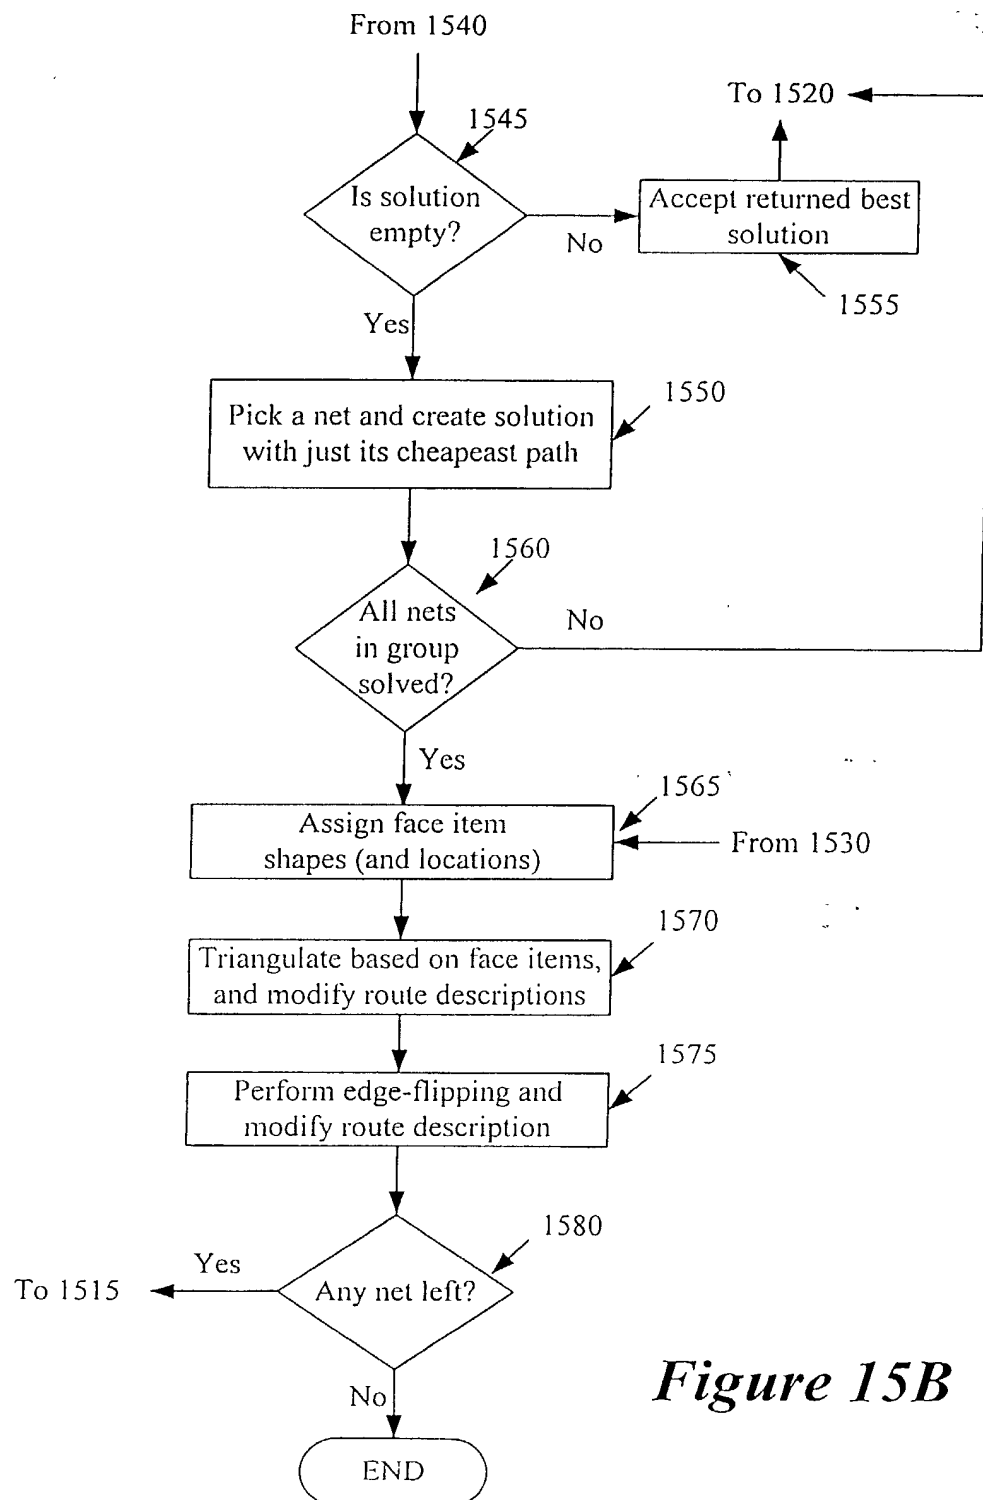 From 1540
To 1520
1545
Is solution
empty?
No
Accept returned best
solution
1555
Yes
1550
Pick a net and create solution
with just its cheapeast path
1560
All nets
in group
solved?
No
Yes
1565
Assign face item
shapes (and locations)
From 1530
1570
Triangulate based on face items,
and modify route descriptions
1575
Perform edge-flipping and
modify route description
1580
Yes
To 1515
Any net left?
No
Figure 15B
END